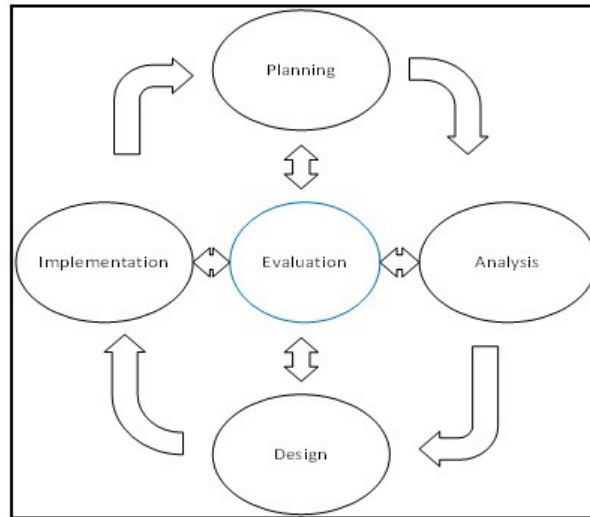 Planning
Implementation
Evaluation
Analysis
Design